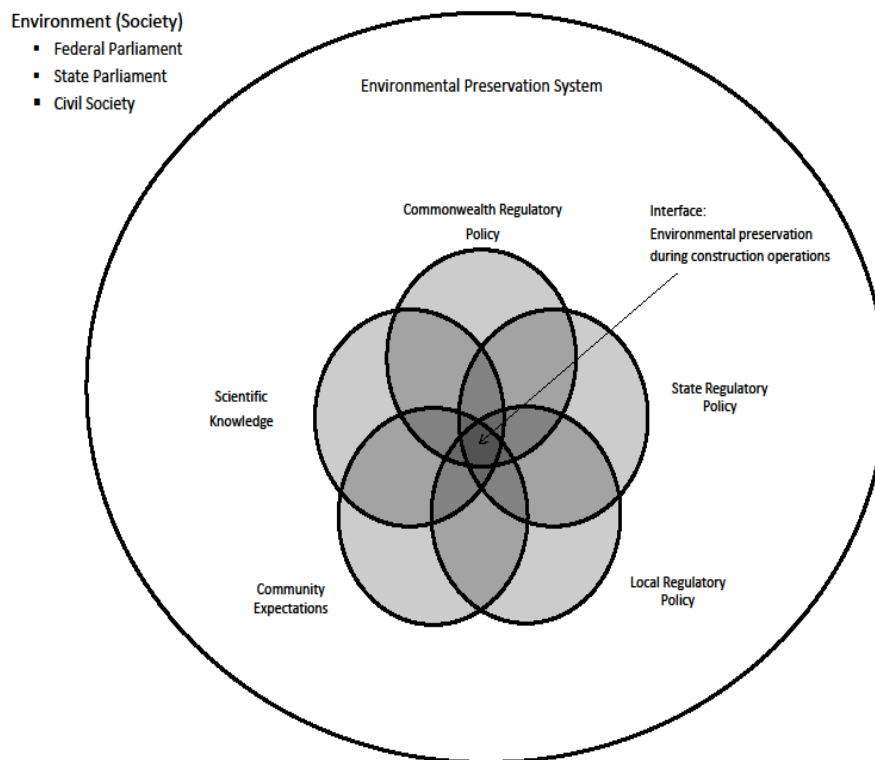 Environment (Society)
▪ Federal Parliament
▪ State Parliament
▪ Civil Society
Environmental Preservation System
Commonwealth Regulatory
Policy
Interface:
Environmental preservation
during construction operations
Scientific
Knowledge
State Regulatory
Policy
Community
Expectations
Local Regulatory
Policy